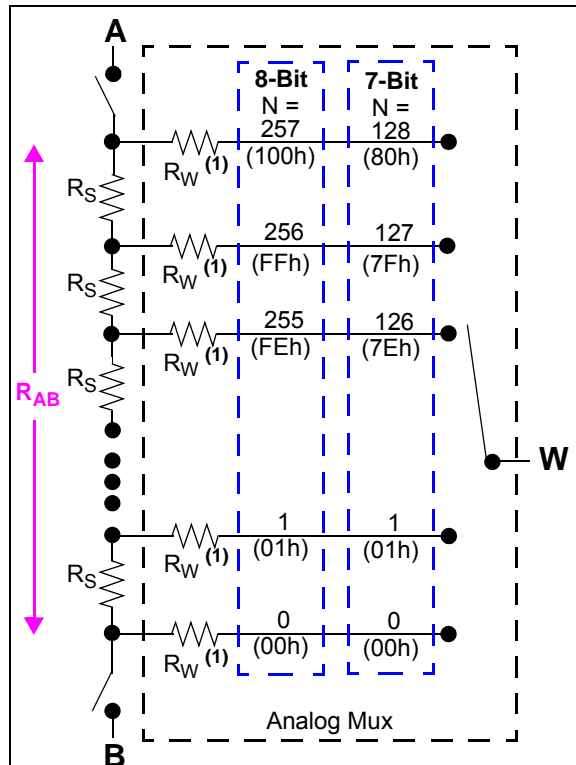 A
8-Bit
N =
7-Bit
N =
257
(100h)
128
(80h)
RW (1)
RS
256
(FFh)
127
(7Fh)
RW (1)
RS
255
(FEh)
126
(7Eh)
RW (1)
RS
RAB
W
1
(01h)
1
(01h)
RW (1)
RS
0
(00h)
0
(00h)
RW (1)
Analog Mux
B